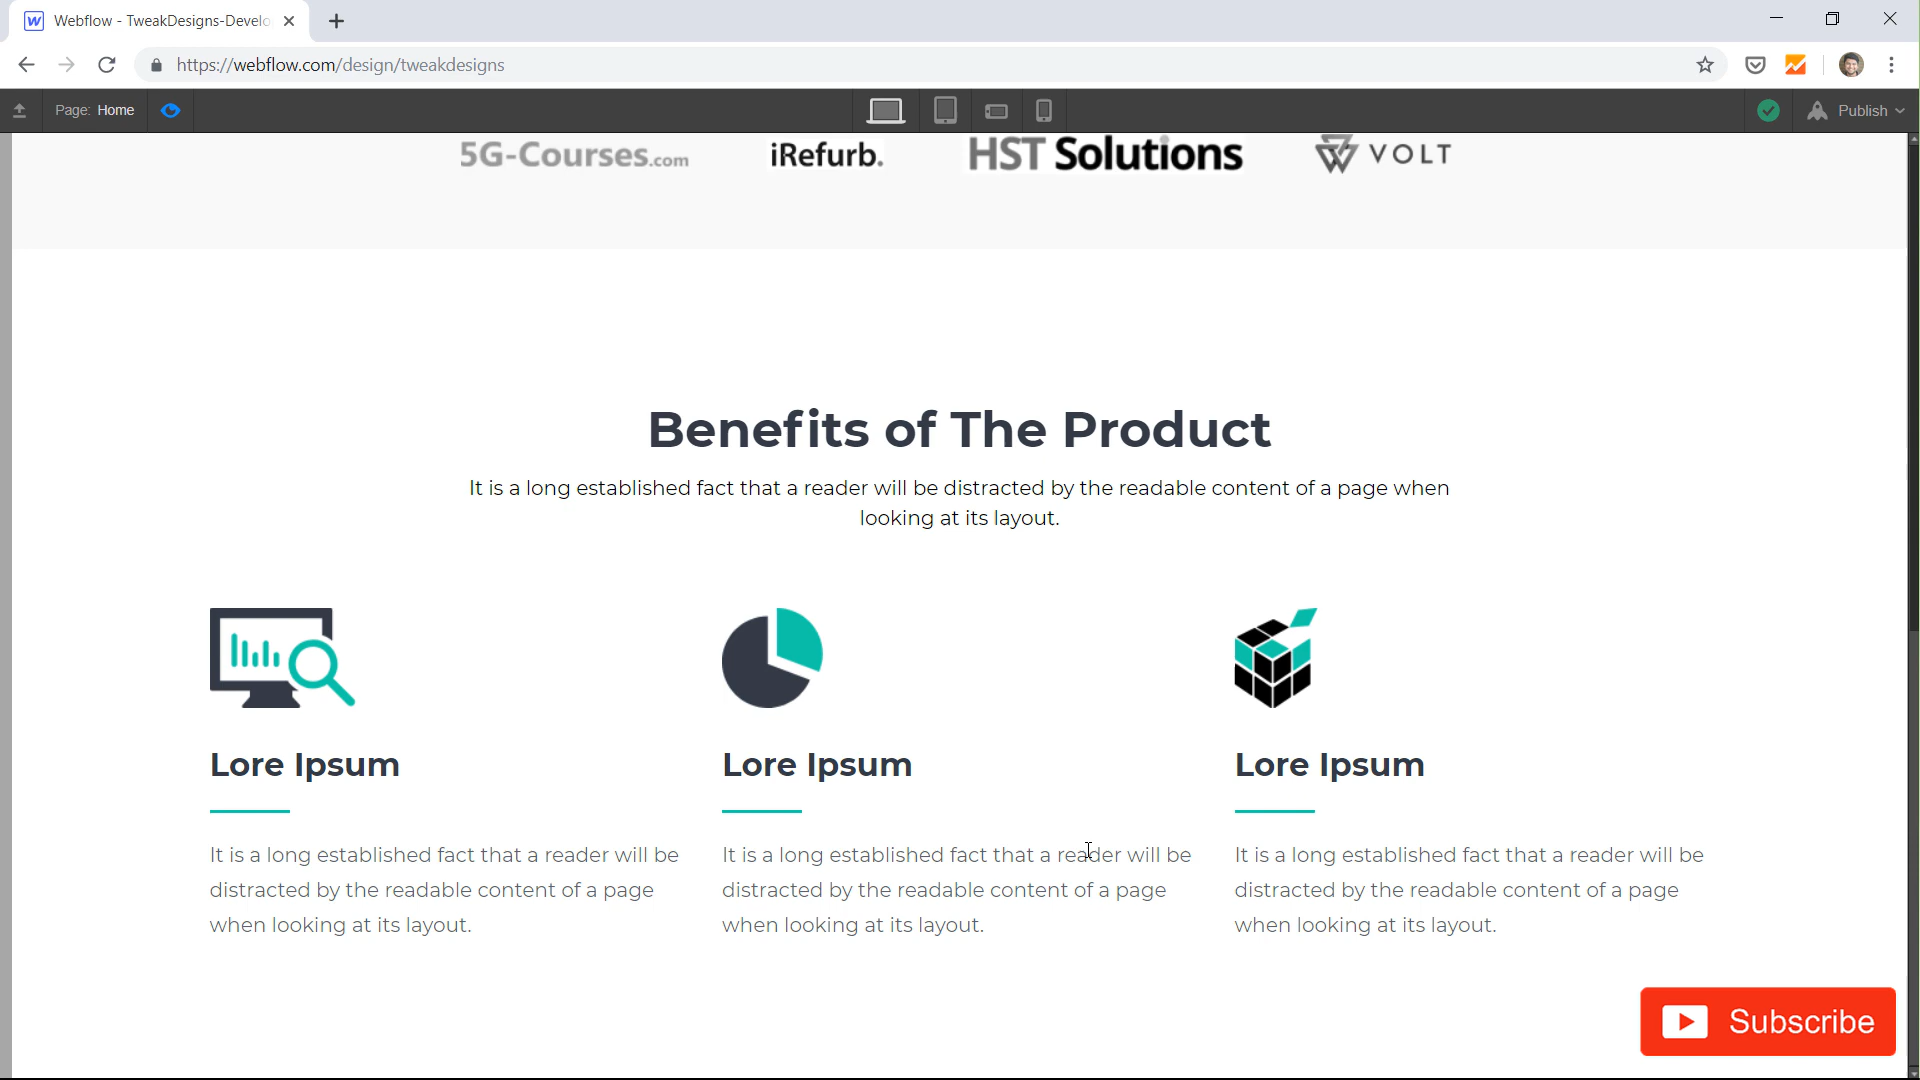 Webflow - TweakDesigns-Develo
https://webflow.com/design/tweakdesigns
Page: Home
Publish
5G-Courses.com
iRefurb.
HST Solutions
VOLT
Benefits of The Product
It is a long established fact that a reader will be distracted by the readable content of a page when
looking at its layout.
Lore Ipsum
It is a long established fact that a reader will be
distracted by the readable content of a page
when looking at its layout.
Lore Ipsum
It is a long established fact that a reader will be
distracted by the readable content of a page
when looking at its layout.
Lore Ipsum
It is a long established fact that a reader will be
distracted by the readable content of a page
when looking at its layout.
Subscribe